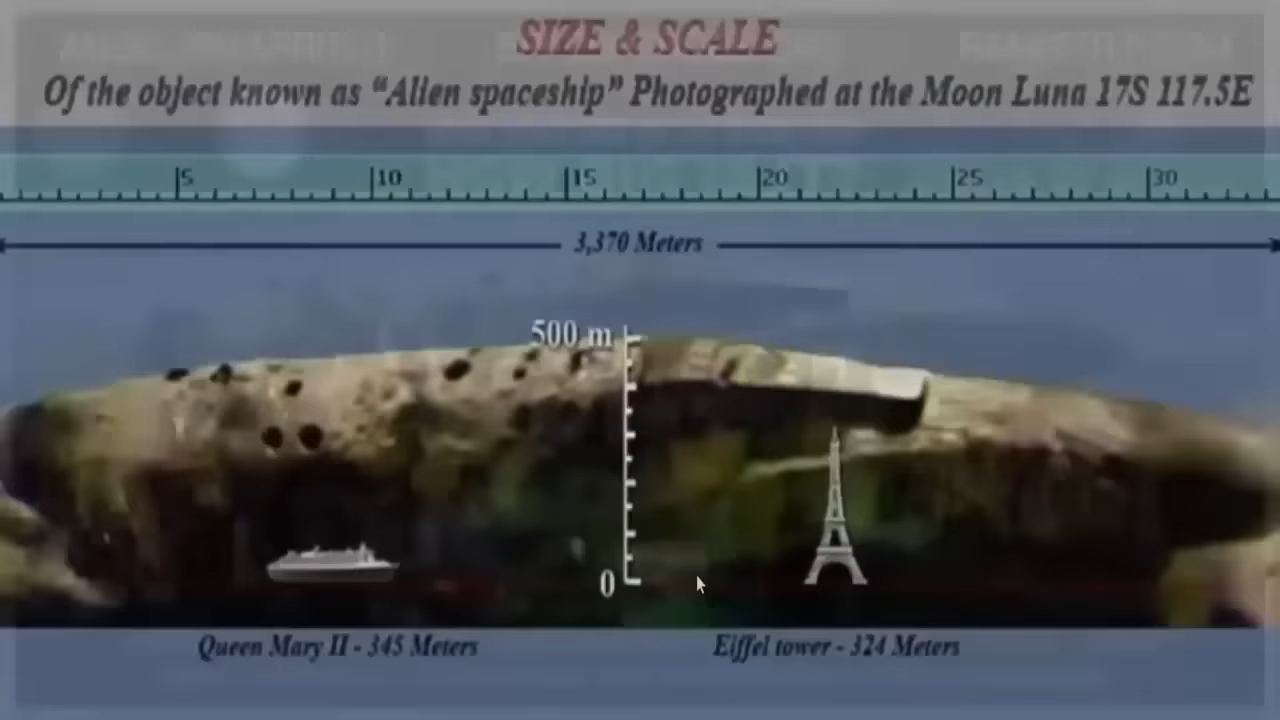 SIZE & SCALE
Of the object known as “Alien spaceship” Photographed at the Moon Luna 17S 117.5E
5 10 15 20 25 30
3,370 Meters
500 m
0
Queen Mary II - 345 Meters
Eiffel tower - 324 Meters